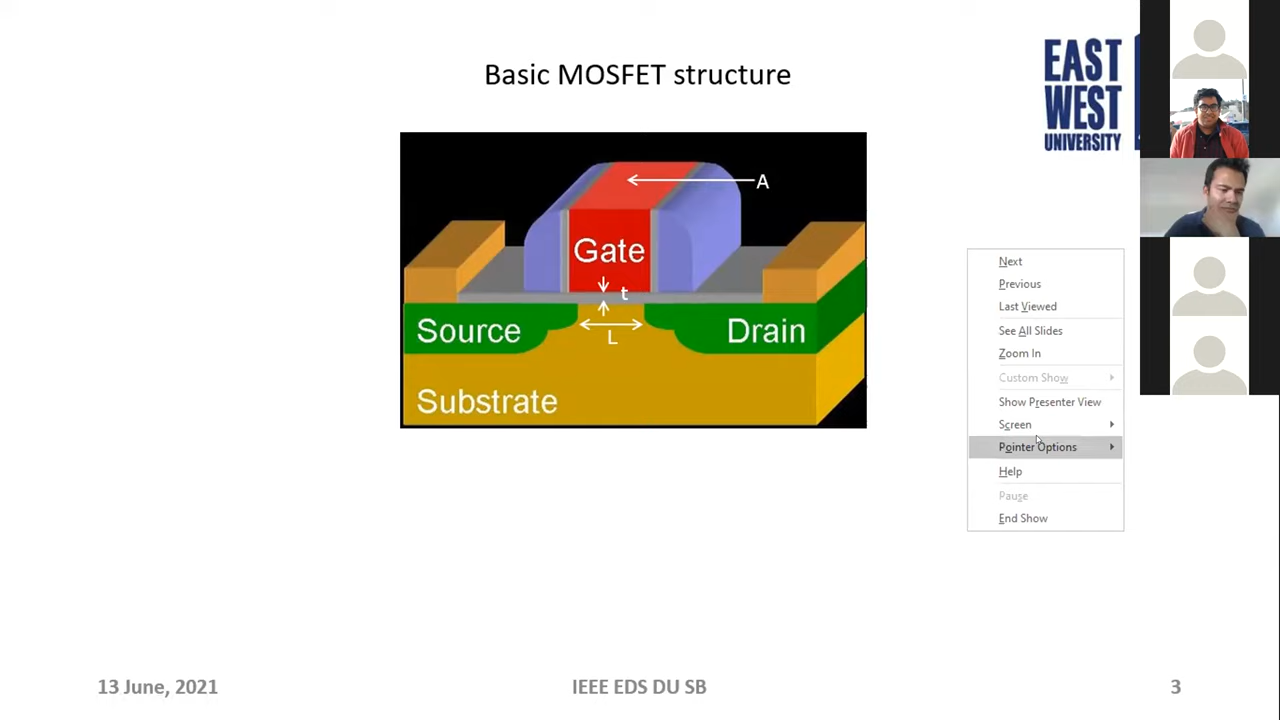 Basic MOSFET structure
EAST
WEST
UNIVERSITY
A
Gate
t
Source
L
Drain
Substrate
Next
Previous
Last Viewed
See All Slides
Zoom In
Custom Show
Show Presenter View
Screen
Pointer Options
Help
Pause
End Show
13 June, 2021
IEEE EDS DU SB
3